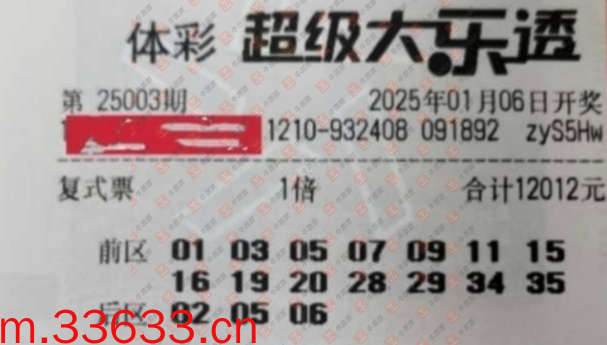 体彩 超级大乐透
第 25003期 2025年01月06日开奖
1210-932408 091892 zyS5Hw
复式票 1倍 合计12012元
前区 01 03 05 07 09 11 15
16 19 20 28 29 34 35
后区 02 05 06
m.33633.cn